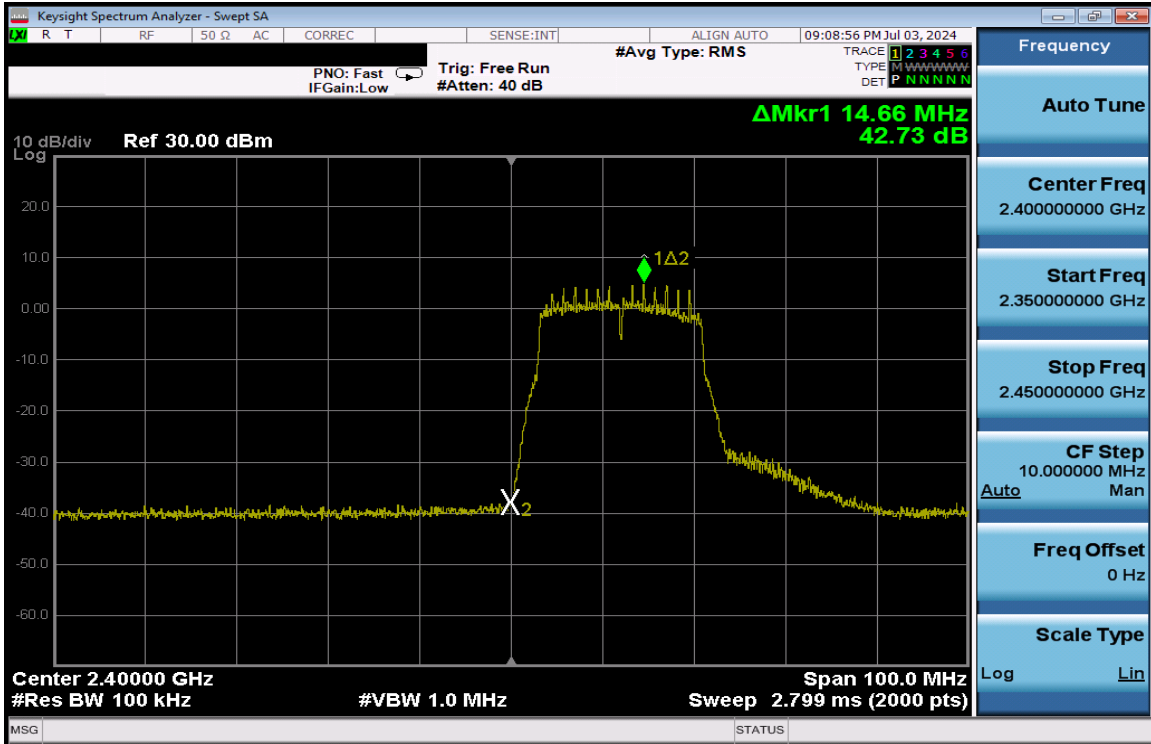 Keysight Spectrum Analyzer - Swept SA
LXI R T RF 50 Ω AC CORREC SENSE:INT ALIGN AUTO 09:08:56 PM Jul 03, 2024
#Avg Type: RMS
TRACE 1 2 3 4 5 6
TYPE M W W W W W
DET P N N N N N
PNO: Fast
IFGain:Low
Trig: Free Run
#Atten: 40 dB
ΔMkr1 14.66 MHz
42.73 dB
10 dB/div Ref 30.00 dBm
Log
20.0
10.0
0.00
-10.0
-20.0
-30.0
-40.0
-50.0
-60.0
1Δ2
X2
Center 2.40000 GHz
Span 100.0 MHz
#Res BW 100 kHz
#VBW 1.0 MHz
Sweep 2.799 ms (2000 pts)
MSG
STATUS
Frequency
Auto Tune
Center Freq
2.400000000 GHz
Start Freq
2.350000000 GHz
Stop Freq
2.450000000 GHz
CF Step
10.000000 MHz
Auto Man
Freq Offset
0 Hz
Scale Type
Log Lin